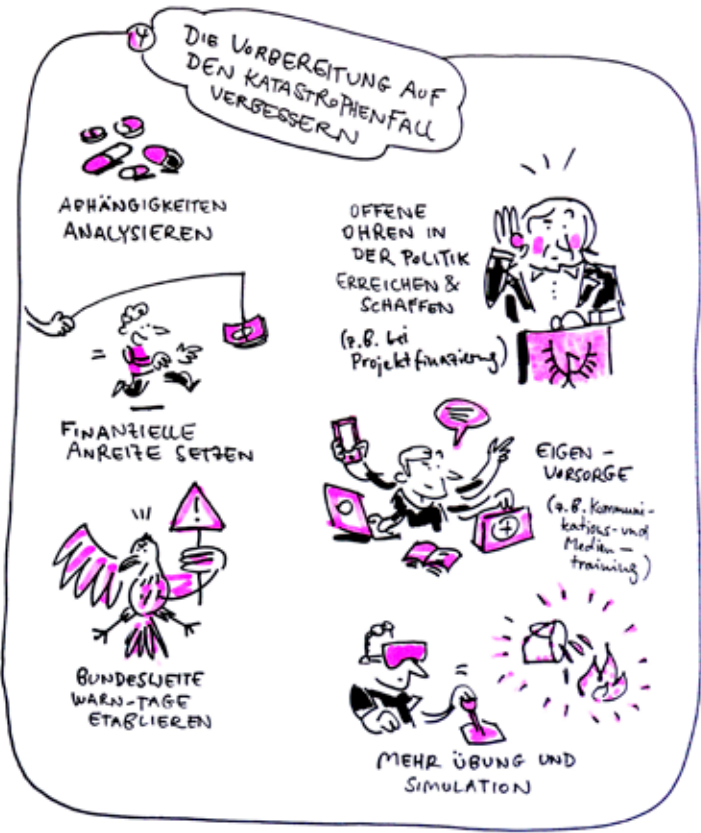 4
DIE VORBEREITUNG AUF
DEN KATASTROPHENFALL
VERBESSERN
ABHÄNGIGKEITEN
ANALYSIEREN
OFFENE
OHREN IN
DER POLITIK
ERREICHEN &
SCHAFFEN
(z.B. bei
Projektfinanzierung)
FINANZIELLE
ANREIZE SETZEN
EIGEN-
VORSORGE
(z.B. Kommuni-
kations- und
Medien-
training)
!
BUNDESWEITE
WARN-TAGE
ETABLIEREN
MEHR ÜBUNG UND
SIMULATION